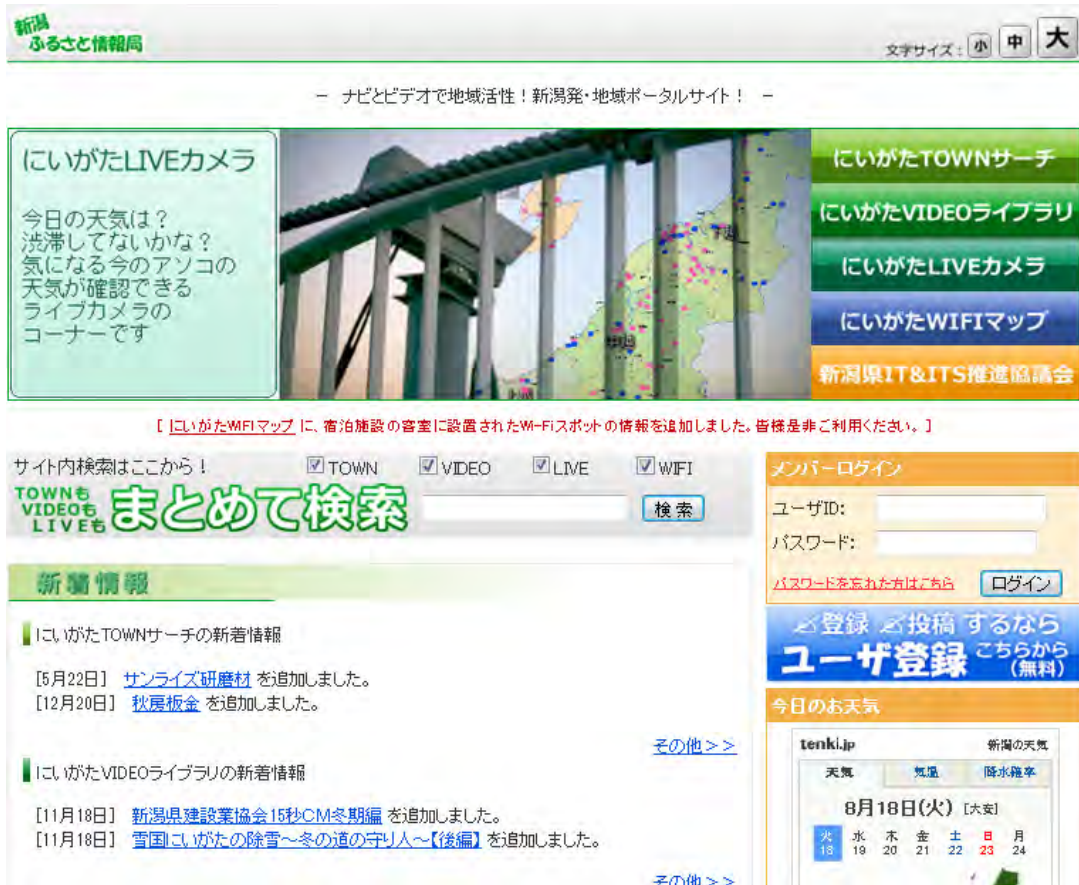 新潟
ふるさと情報局
文字サイズ： 小 中 大
－ ナビとビデオで地域活性！新潟発・地域ポータルサイト！ －
にいがたLIVEカメラ
今日の天気は？
渋滞してないかな？
気になる今のアソコの
天気が確認できる
ライブカメラの
コーナーです
下越
中越
上越
にいがたTOWNサーチ
にいがたVIDEOライブラリ
にいがたLIVEカメラ
にいがたWIFIマップ
新潟県IT&ITS推進協議会
[ にいがたWIFIマップ に、宿泊施設の客室に設置されたWi-Fiスポットの情報を追加しました。皆様是非ご利用ください。 ]
サイト内検索はここから！ TOWN VIDEO LIVE WIFI
TOWNも
VIDEOも
LIVEも
まとめて検索
検索
メンバーログイン
ユーザID:
パスワード:
パスワードを忘れた方はこちら ログイン
登録 投稿 するなら
ユーザ登録 こちらから
(無料)
新着情報
にいがたTOWNサーチの新着情報
[5月22日] サンライズ研磨材 を追加しました。
[12月20日] 秋房板金 を追加しました。
その他>>
にいがたVIDEOライブラリの新着情報
[11月18日] 新潟県建設業協会15秒CM冬期編 を追加しました。
[11月18日] 雪国にいがたの除雪～冬の道の守り人～【後編】 を追加しました。
その他>>
今日のお天気
tenki.jp 新潟の天気
天気 気温 降水確率
8月18日(火) [大安]
火 水 木 金 土 日 月
18 19 20 21 22 23 24